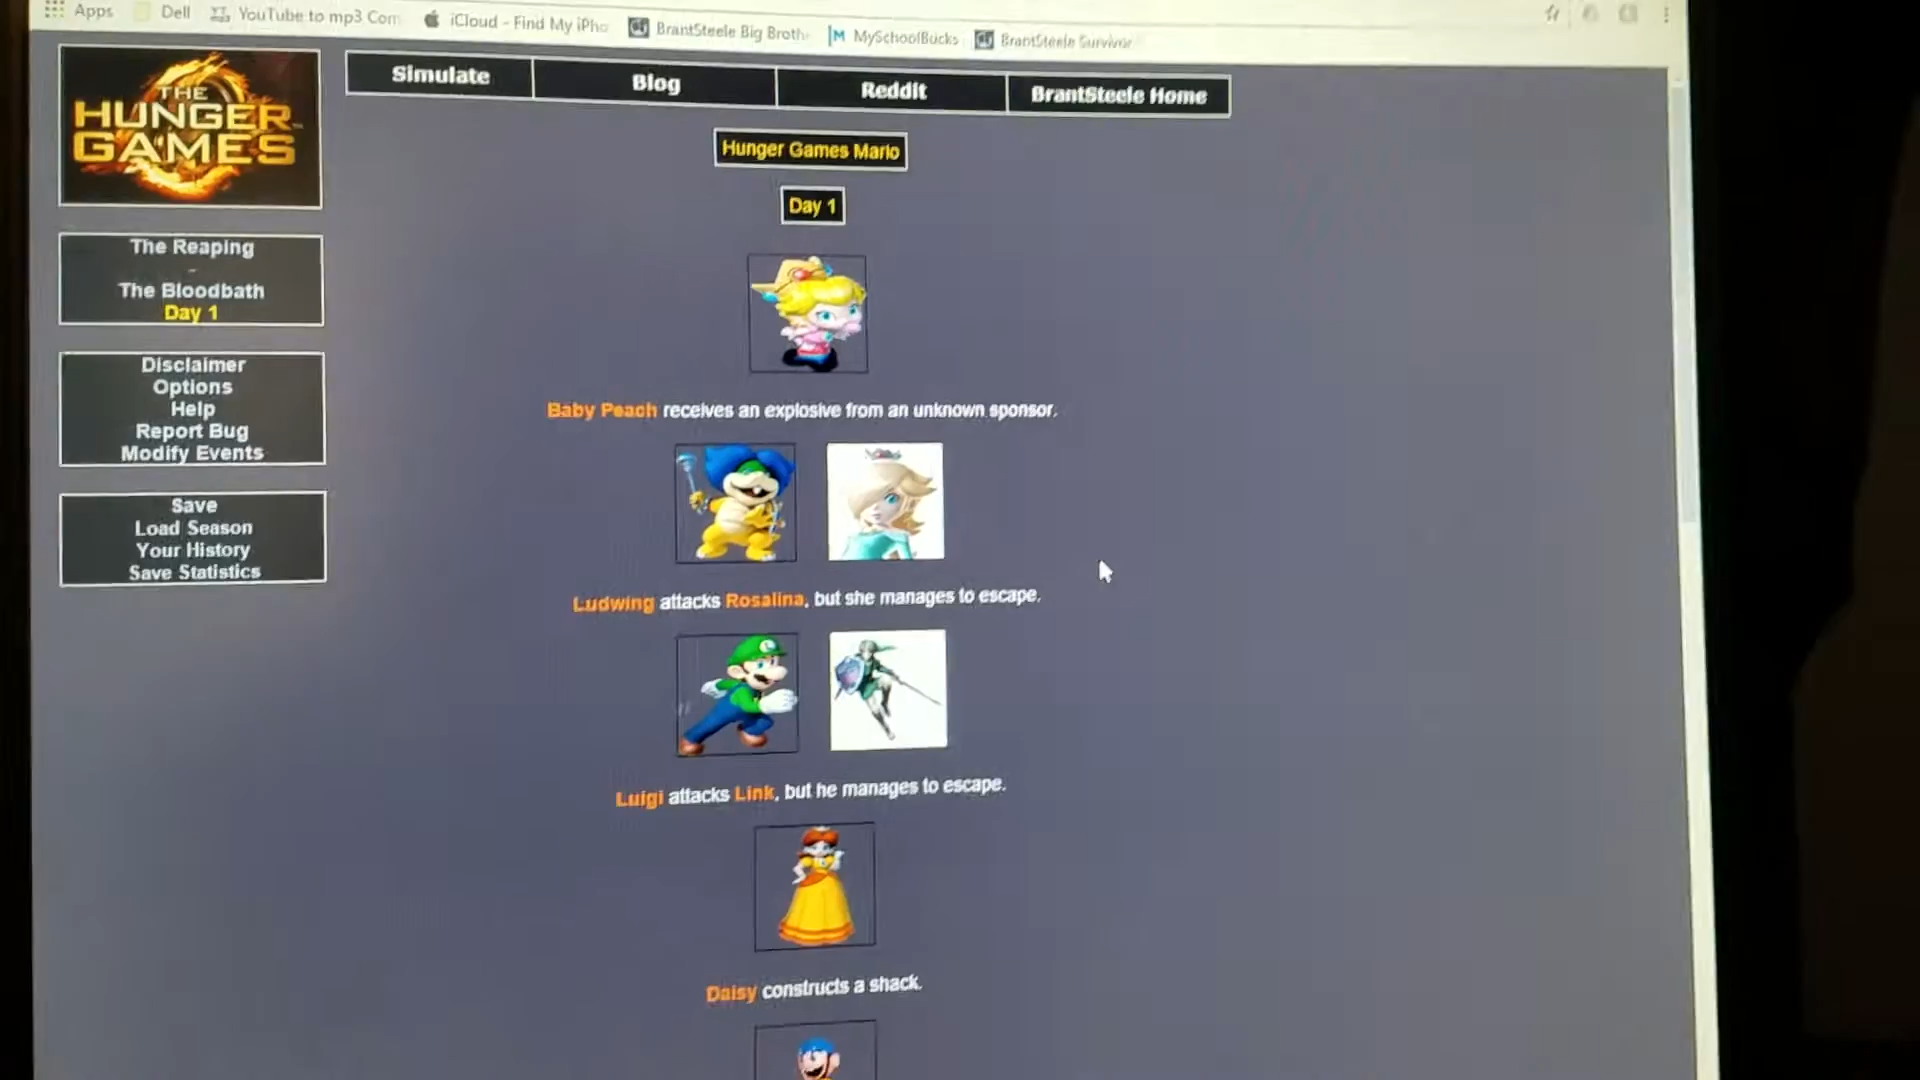 Apps
Dell
YouTube to mp3 Con
iCloud - Find My iPho
BrantSteele Big Broth
MySchoolBucks
BrantSteele Survivor
THE
HUNGER
GAMES
Simulate
Blog
Reddit
BrantSteele Home
Hunger Games Mario
Day 1
The Reaping
The Bloodbath
Day 1
Disclaimer
Options
Help
Report Bug
Modify Events
Save
Load Season
Your History
Save Statistics
Baby Peach receives an explosive from an unknown sponsor.
Ludwing attacks Rosalina, but she manages to escape.
Luigi attacks Link, but he manages to escape.
Daisy constructs a shack.